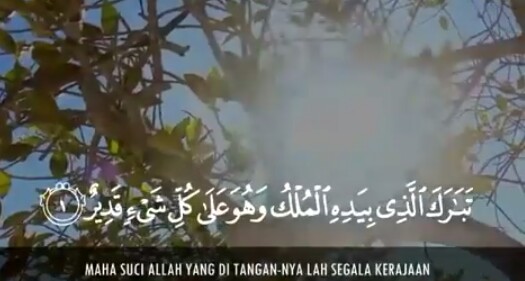 تَبَـٰرَكَ ٱلَّذِى بِيَدِهِ ٱلْمُلْكُ وَهُوَ عَلَىٰ كُلِّ شَىْءٍ قَدِيرٌ ١
MAHA SUCI ALLAH YANG DI TANGAN-NYA LAH SEGALA KERAJAAN